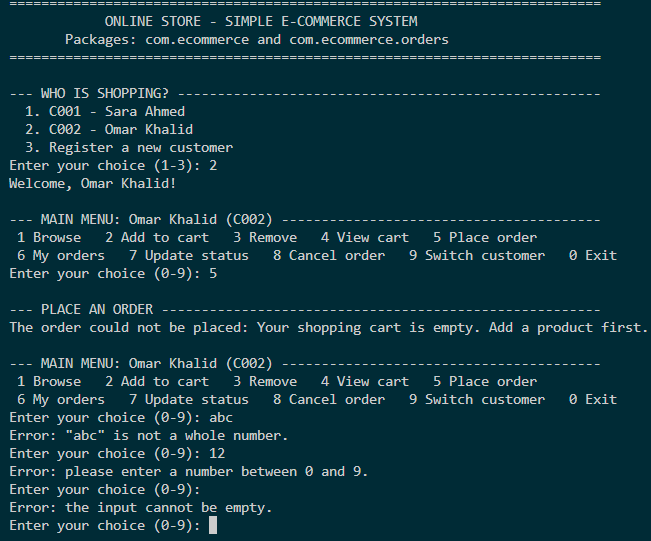 ==========================================================================
ONLINE STORE - SIMPLE E-COMMERCE SYSTEM
Packages: com.ecommerce and com.ecommerce.orders
==========================================================================
--- WHO IS SHOPPING? -----------------------------------------------------
1. C001 - Sara Ahmed
2. C002 - Omar Khalid
3. Register a new customer
Enter your choice (1-3): 2
Welcome, Omar Khalid!
--- MAIN MENU: Omar Khalid (C002) ----------------------------------------
1 Browse   2 Add to cart   3 Remove   4 View cart   5 Place order
6 My orders   7 Update status   8 Cancel order   9 Switch customer   0 Exit
Enter your choice (0-9): 5
--- PLACE AN ORDER -------------------------------------------------------
The order could not be placed: Your shopping cart is empty. Add a product first.
--- MAIN MENU: Omar Khalid (C002) ----------------------------------------
1 Browse   2 Add to cart   3 Remove   4 View cart   5 Place order
6 My orders   7 Update status   8 Cancel order   9 Switch customer   0 Exit
Enter your choice (0-9): abc
Error: "abc" is not a whole number.
Enter your choice (0-9): 12
Error: please enter a number between 0 and 9.
Enter your choice (0-9):
Error: the input cannot be empty.
Enter your choice (0-9):